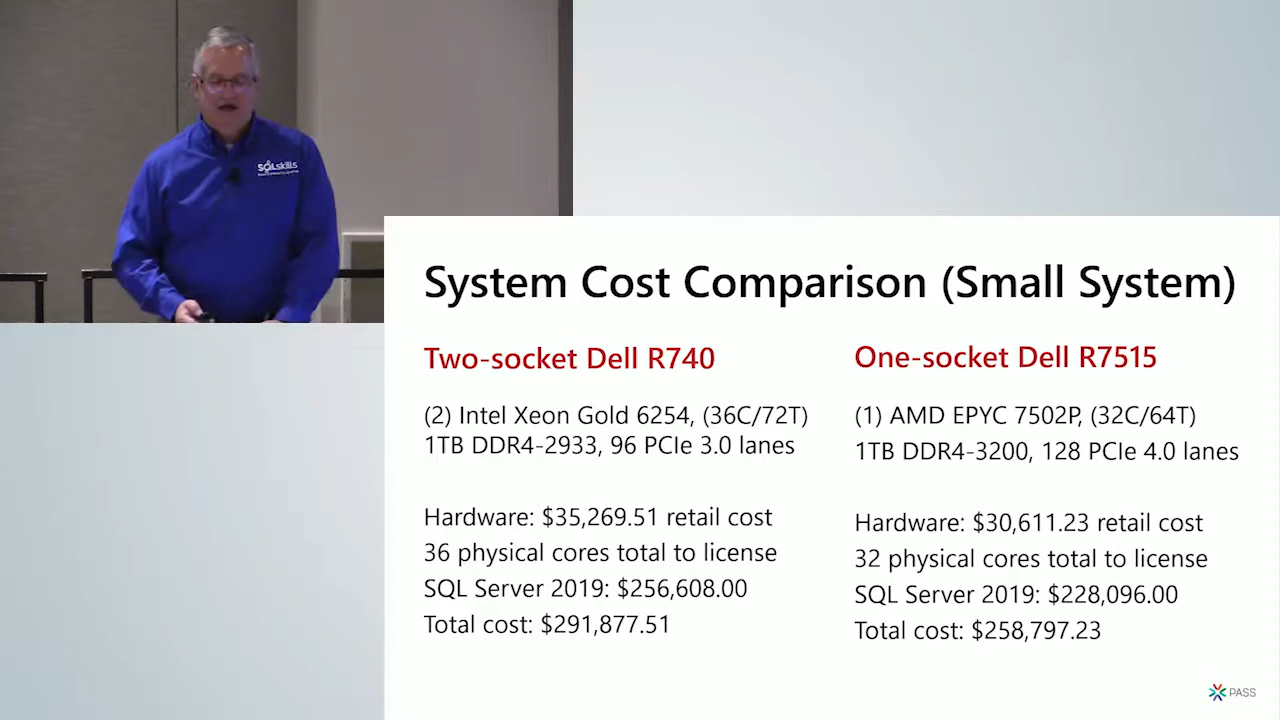 SQLskills
System Cost Comparison (Small System)
Two-socket Dell R740
(2) Intel Xeon Gold 6254, (36C/72T)
1TB DDR4-2933, 96 PCIe 3.0 lanes
Hardware: $35,269.51 retail cost
36 physical cores total to license
SQL Server 2019: $256,608.00
Total cost: $291,877.51
One-socket Dell R7515
(1) AMD EPYC 7502P, (32C/64T)
1TB DDR4-3200, 128 PCIe 4.0 lanes
Hardware: $30,611.23 retail cost
32 physical cores total to license
SQL Server 2019: $228,096.00
Total cost: $258,797.23
PASS